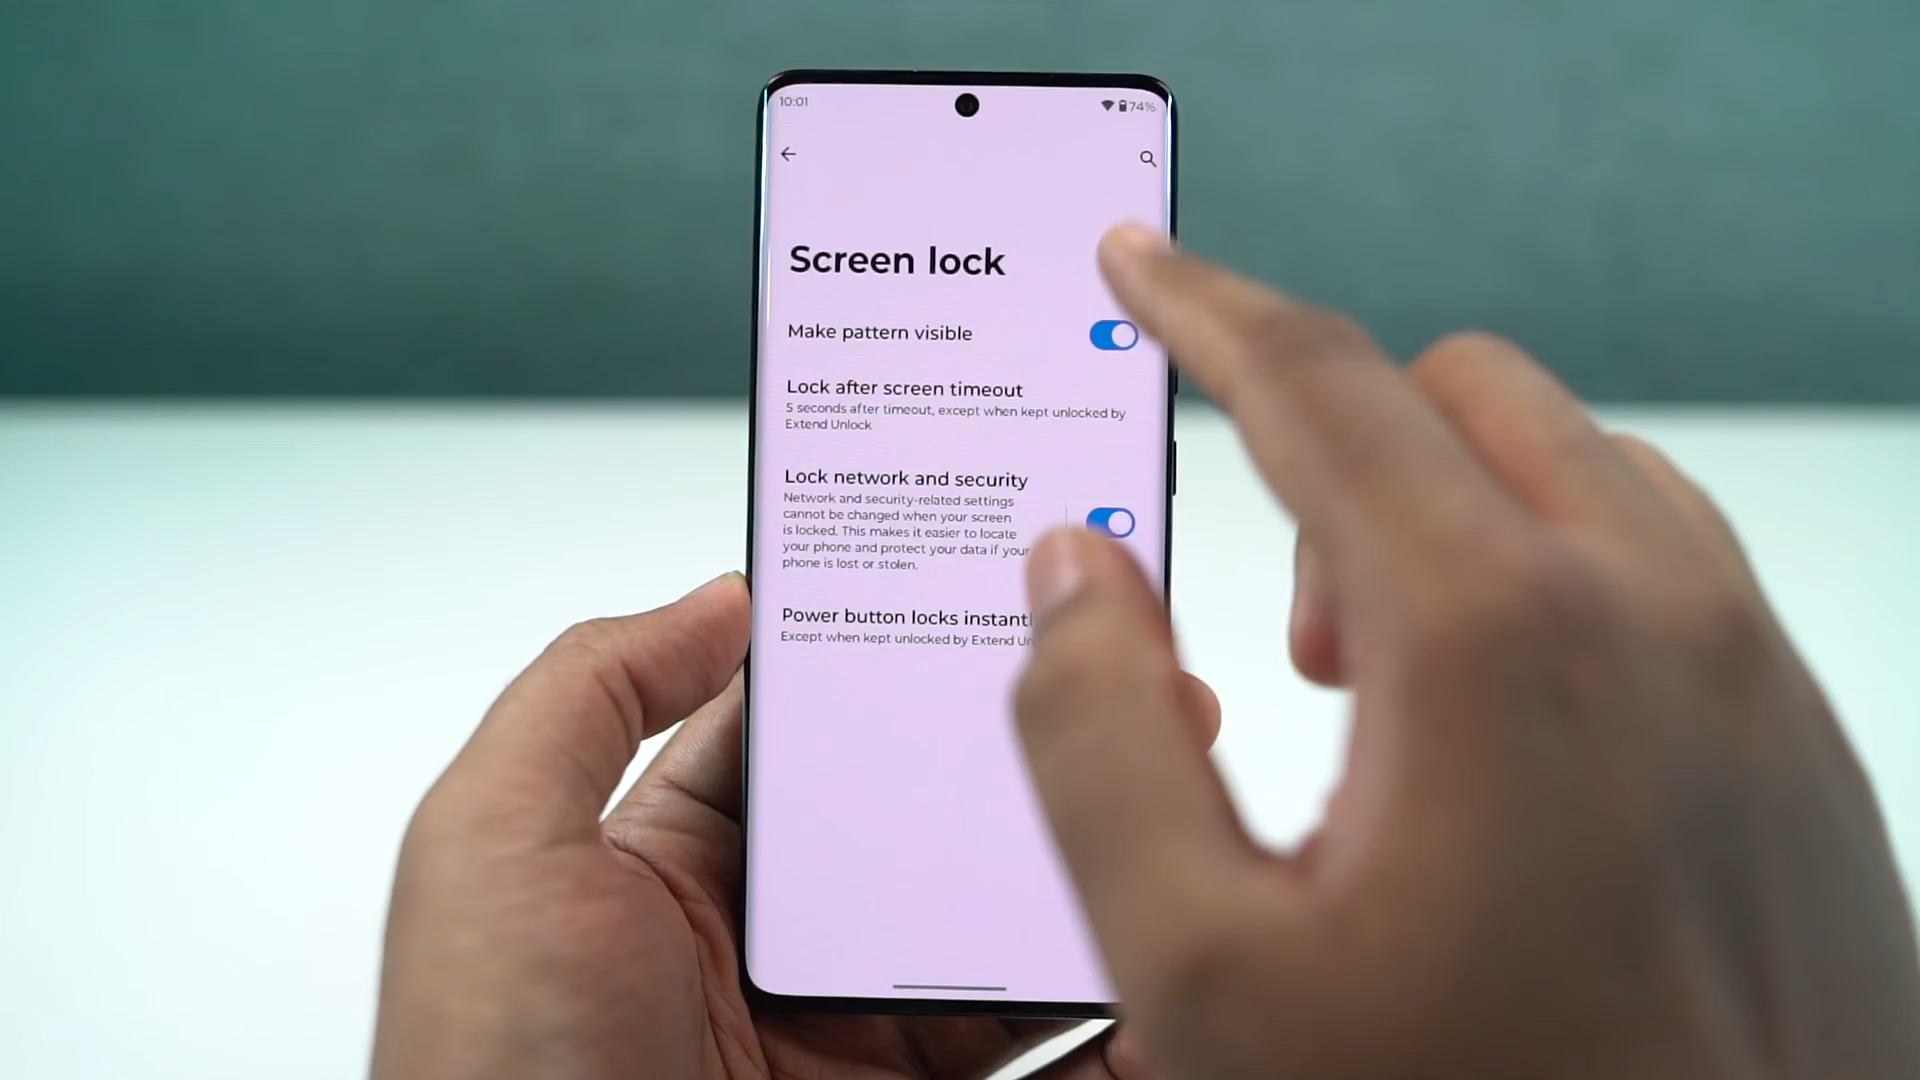 10:01
74%
Screen lock
Make pattern visible
Lock after screen timeout
5 seconds after timeout, except when kept unlocked by
Extend Unlock
Lock network and security
Network and security-related settings
cannot be changed when your screen
is locked. This makes it easier to locate
your phone and protect your data if your
phone is lost or stolen.
Power button locks
Except when kept unlocked by Extend